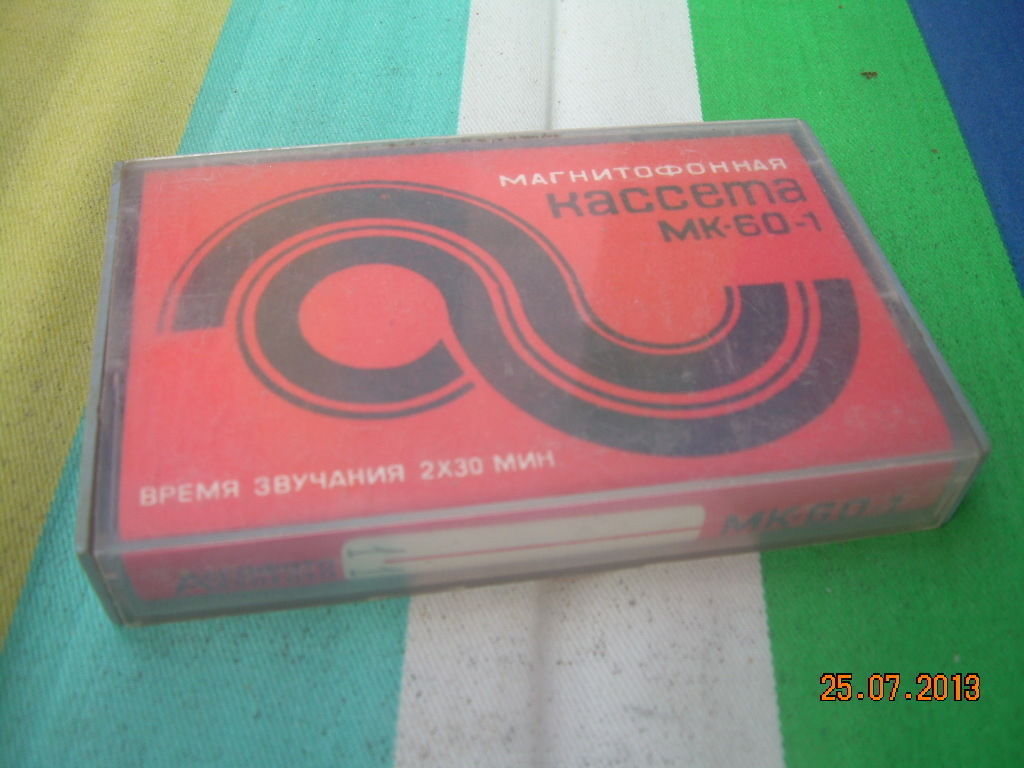 МАГНИТОФОННАЯ
кассета
МК-60-1
ВРЕМЯ ЗВУЧАНИЯ 2Х30 МИН
МК-60-1
25.07.2013